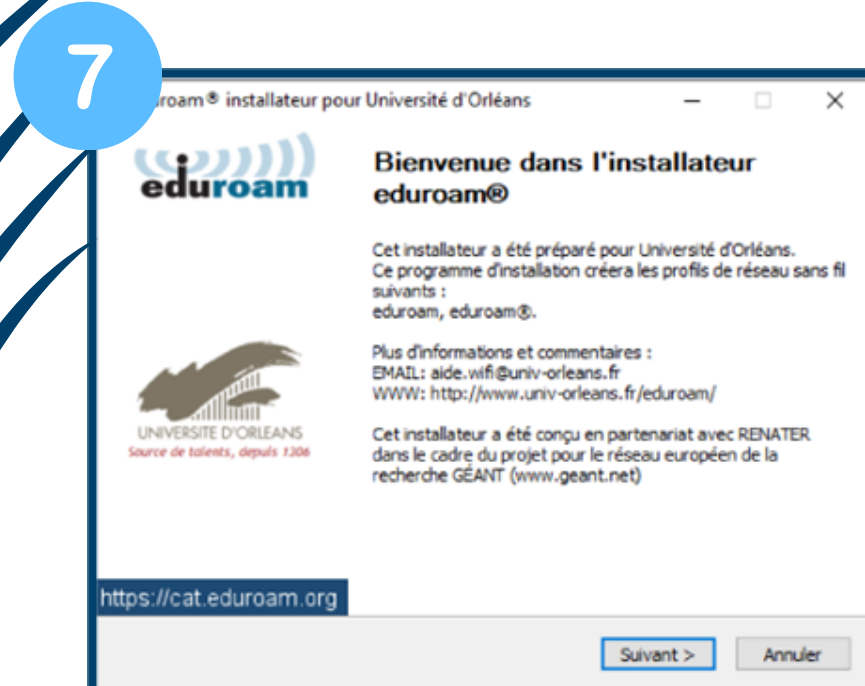 7
roam® installateur pour Université d'Orléans
eduroam
Bienvenue dans l'installateur
eduroam®
Cet installateur a été préparé pour Université d'Orléans.
Ce programme d'installation créera les profils de réseau sans fil
suivants :
eduroam, eduroam®.
Plus d'informations et commentaires :
EMAIL: aide.wifi@univ-orleans.fr
WWW: http://www.univ-orleans.fr/eduroam/
UNIVERSITE D'ORLEANS
Source de talents, depuis 1306
Cet installateur a été conçu en partenariat avec RENATER
dans le cadre du projet pour le réseau européen de la
recherche GÉANT (www.geant.net)
https://cat.eduroam.org
Suivant >
Annuler